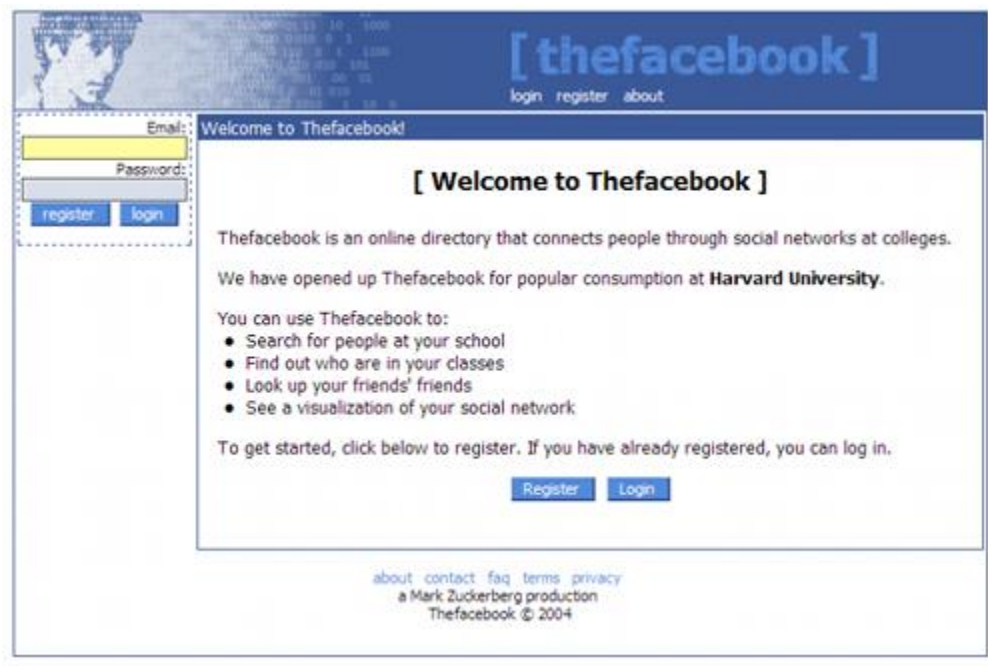 [ thefacebook ]
login register about
Email:
Password:
register login
Welcome to Thefacebook!
[ Welcome to Thefacebook ]
Thefacebook is an online directory that connects people through social networks at colleges.
We have opened up Thefacebook for popular consumption at Harvard University.
You can use Thefacebook to:
• Search for people at your school
• Find out who are in your classes
• Look up your friends' friends
• See a visualization of your social network
To get started, click below to register. If you have already registered, you can log in.
Register Login
about contact faq terms privacy
a Mark Zuckerberg production
Thefacebook © 2004